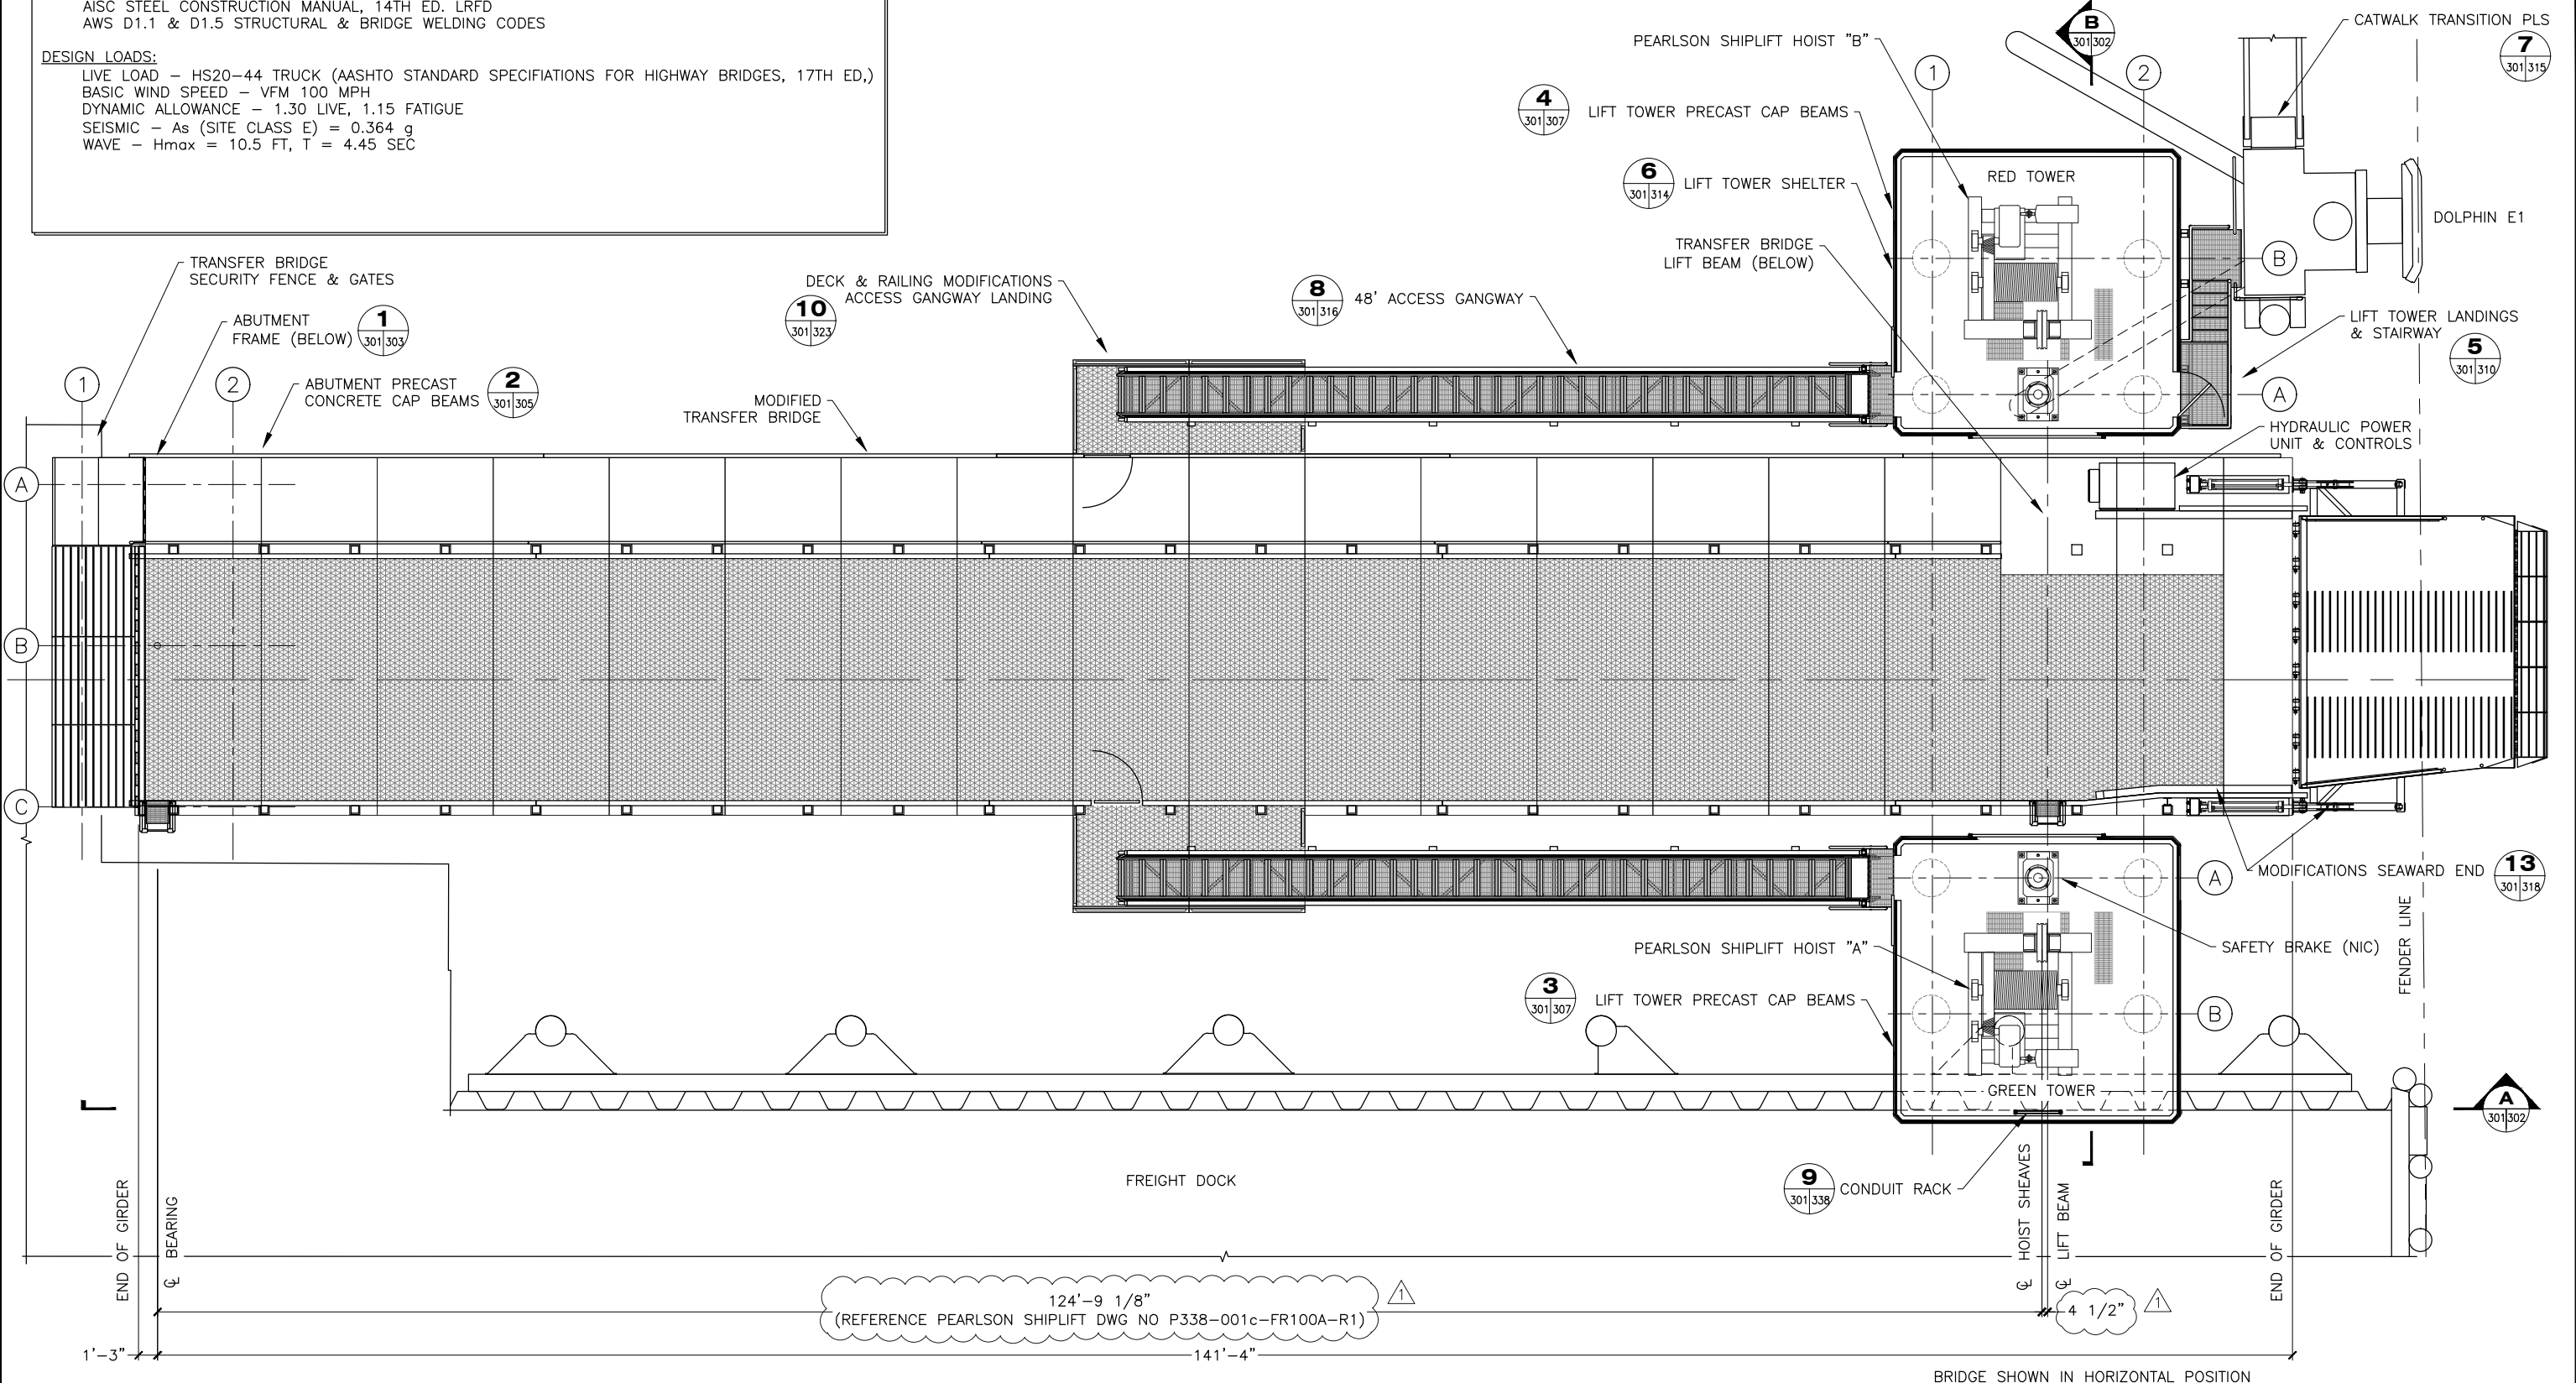 AISC STEEL CONSTRUCTION MANUAL, 14TH ED. LRFD
AWS D1.1 & D1.5 STRUCTURAL & BRIDGE WELDING CODES
DESIGN LOADS:
LIVE LOAD – HS20-44 TRUCK (AASHTO STANDARD SPECIFIATIONS FOR HIGHWAY BRIDGES, 17TH ED,)
BASIC WIND SPEED – VFM 100 MPH
DYNAMIC ALLOWANCE – 1.30 LIVE, 1.15 FATIGUE
SEISMIC – As (SITE CLASS E) = 0.364 g
WAVE – Hmax = 10.5 FT, T = 4.45 SEC
PEARLSON SHIPLIFT HOIST "B"
B
301 302
CATWALK TRANSITION PLS
7
301 315
1
2
4
301 307
LIFT TOWER PRECAST CAP BEAMS
6
301 314
LIFT TOWER SHELTER
RED TOWER
DOLPHIN E1
TRANSFER BRIDGE
LIFT BEAM (BELOW)
B
TRANSFER BRIDGE
SECURITY FENCE & GATES
DECK & RAILING MODIFICATIONS
ACCESS GANGWAY LANDING
10
301 323
8
301 316
48' ACCESS GANGWAY
ABUTMENT
FRAME (BELOW)
1
301 303
LIFT TOWER LANDINGS
& STAIRWAY
5
301 310
1
2
ABUTMENT PRECAST
CONCRETE CAP BEAMS
2
301 305
MODIFIED
TRANSFER BRIDGE
A
HYDRAULIC POWER
UNIT & CONTROLS
A
B
C
A
MODIFICATIONS SEAWARD END
13
301 318
PEARLSON SHIPLIFT HOIST "A"
SAFETY BRAKE (NIC)
FENDER LINE
3
301 307
LIFT TOWER PRECAST CAP BEAMS
B
GREEN TOWER
A
301 302
FREIGHT DOCK
9
301 338
CONDUIT RACK
END OF GIRDER
℄ BEARING
℄ HOIST SHEAVES
℄ LIFT BEAM
END OF GIRDER
124'-9 1/8"
(REFERENCE PEARLSON SHIPLIFT DWG NO P338-001c-FR100A-R1)
1
4 1/2"
1
1'-3"
141'-4"
BRIDGE SHOWN IN HORIZONTAL POSITION